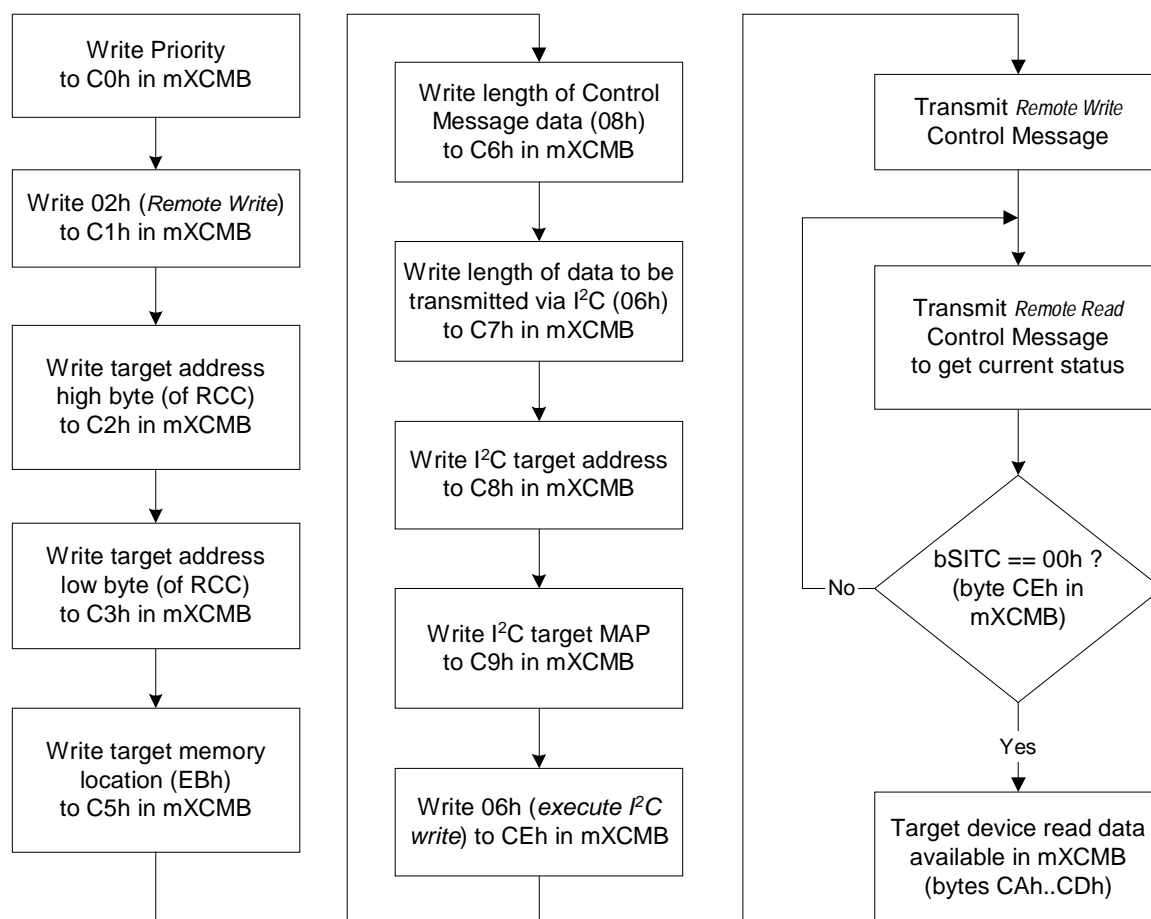 Write Priority
to C0h in mXCMB
Write 02h (Remote Write)
to C1h in mXCMB
Write target address
high byte (of RCC)
to C2h in mXCMB
Write target address
low byte (of RCC)
to C3h in mXCMB
Write target memory
location (EBh)
to C5h in mXCMB
Write length of Control
Message data (08h)
to C6h in mXCMB
Write length of data to be
transmitted via I²C (06h)
to C7h in mXCMB
Write I²C target address
to C8h in mXCMB
Write I²C target MAP
to C9h in mXCMB
Write 06h (execute I²C
write) to CEh in mXCMB
Transmit Remote Write
Control Message
Transmit Remote Read
Control Message
to get current status
bSITC == 00h ?
(byte CEh in
mXCMB)
No
Yes
Target device read data
available in mXCMB
(bytes CAh..CDh)